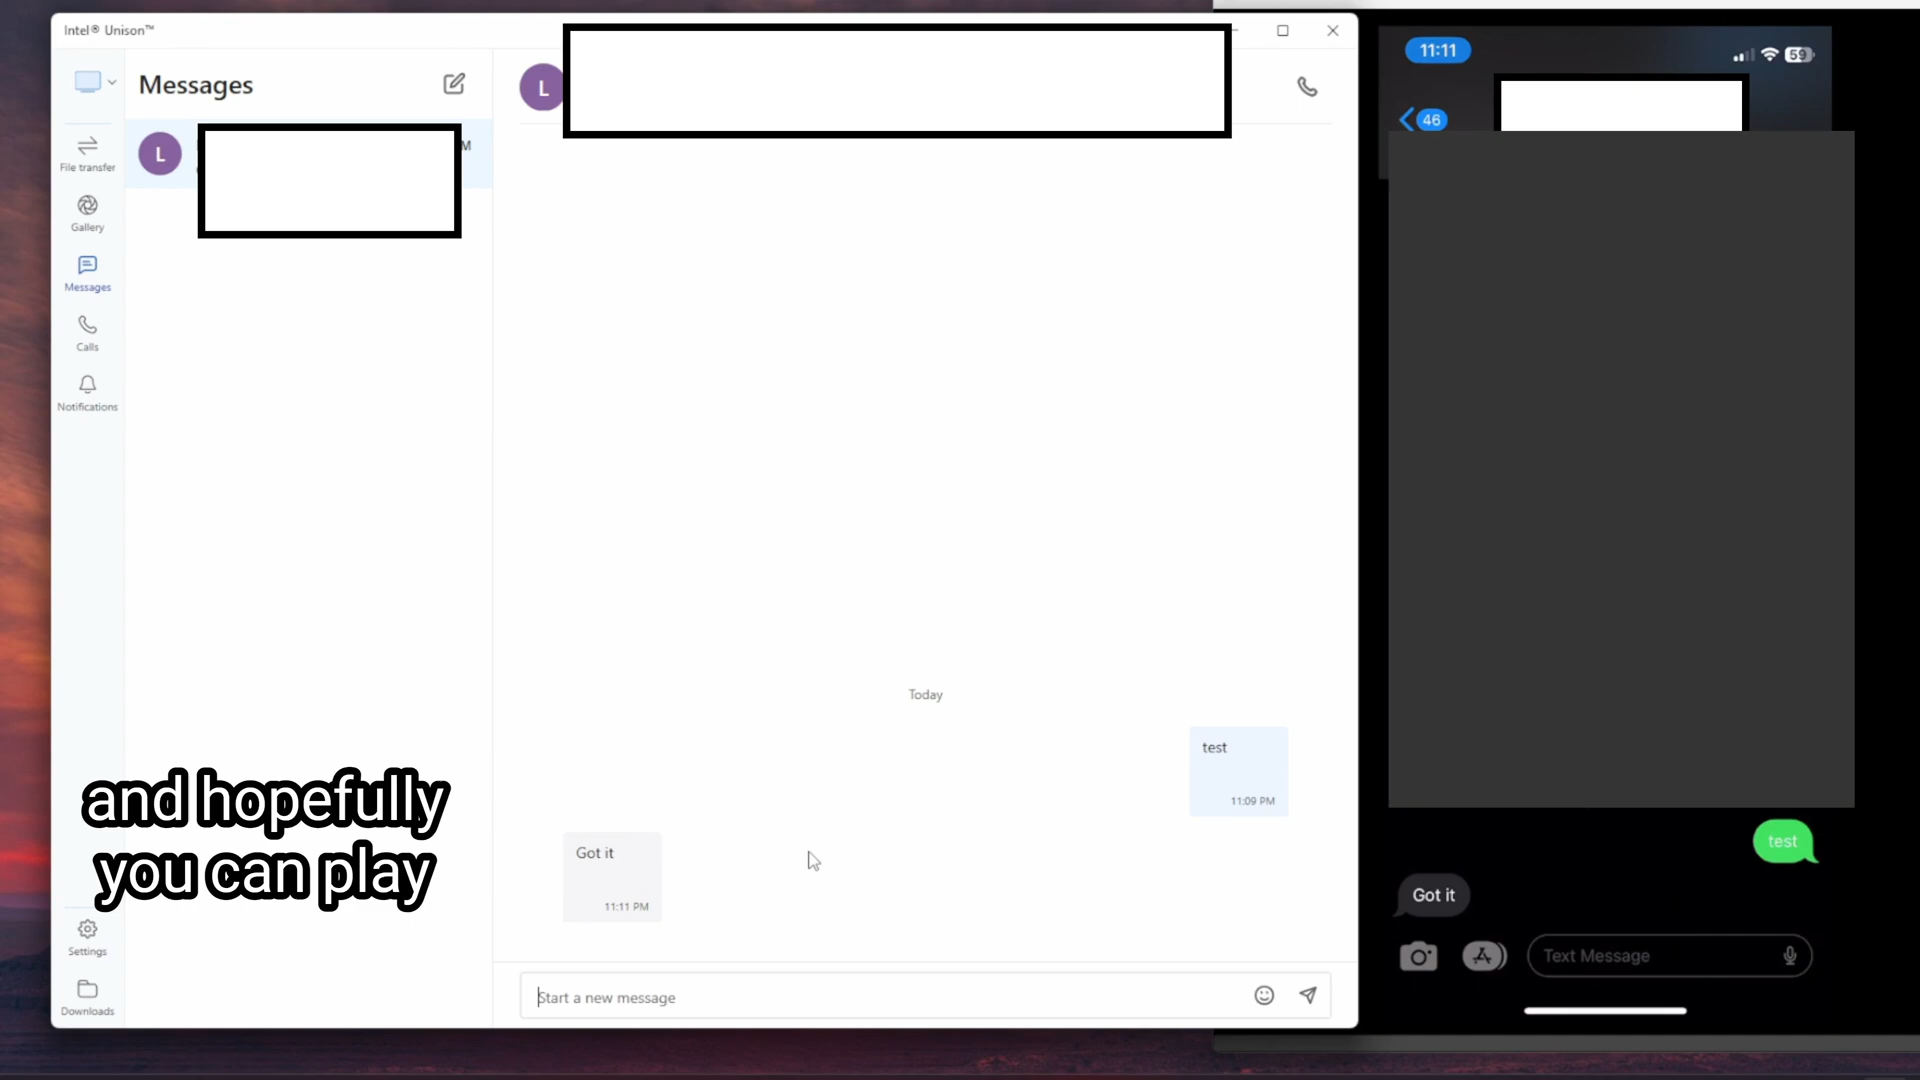 Intel® Unison™
Messages
L
M
File transfer
Gallery
Messages
Calls
Notifications
Settings
Downloads
L
Today
test
11:09 PM
Got it
11:11 PM
Start a new message
and hopefully
you can play
11:11
59
46
test
Got it
Text Message